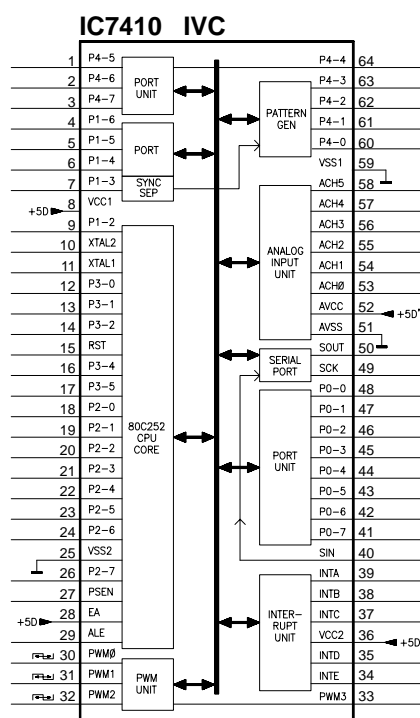 IC7410 IVC
1 P4-5
2 P4-6
3 P4-7
4 P1-6
5 P1-5
6 P1-4
7 P1-3
8 VCC1
+5D
9 P1-2
10 XTAL2
11 XTAL1
12 P3-0
13 P3-1
14 P3-2
15 RST
16 P3-4
17 P3-5
18 P2-0
19 P2-1
20 P2-2
21 P2-3
22 P2-4
23 P2-5
24 P2-6
25 VSS2
26 P2-7
27 PSEN
28 EA
+5D
29 ALE
30 PWMØ
31 PWM1
32 PWM2
PORT
UNIT
PORT
SYNC
SEP
80C252
CPU
CORE
PWM
UNIT
PATTERN
GEN
ANALOG
INPUT
UNIT
SERIAL
PORT
PORT
UNIT
INTER-
RUPT
UNIT
P4-4 64
P4-3 63
P4-2 62
P4-1 61
P4-0 60
VSS1 59
ACH5 58
ACH4 57
ACH3 56
ACH2 55
ACH1 54
ACHØ 53
AVCC 52
+5D'
AVSS 51
SOUT 50
SCK 49
P0-0 48
P0-1 47
P0-2 46
P0-3 45
P0-4 44
P0-5 43
P0-6 42
P0-7 41
SIN 40
INTA 39
INTB 38
INTC 37
VCC2 36
+5D
INTD 35
INTE 34
PWM3 33